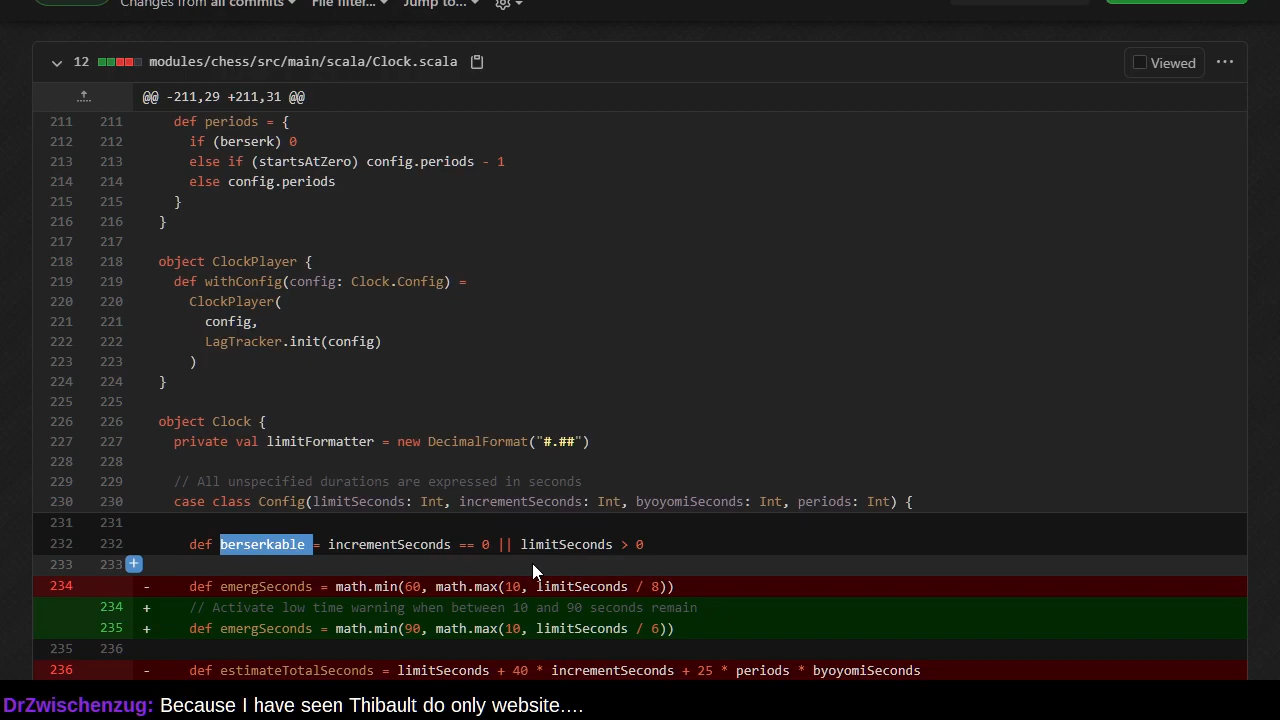 Changes from all commits File filter... Jump to...
12 modules/chess/src/main/scala/Clock.scala Viewed ...
@@ -211,29 +211,31 @@
211 211 def periods = {
212 212 if (berserk) 0
213 213 else if (startsAtZero) config.periods - 1
214 214 else config.periods
215 215 }
216 216 }
217 217
218 218 object ClockPlayer {
219 219 def withConfig(config: Clock.Config) =
220 220 ClockPlayer(
221 221 config,
222 222 LagTracker.init(config)
223 223 )
224 224 }
225 225
226 226 object Clock {
227 227 private val limitFormatter = new DecimalFormat("#.##")
228 228
229 229 // All unspecified durations are expressed in seconds
230 230 case class Config(limitSeconds: Int, incrementSeconds: Int, byoyomiSeconds: Int, periods: Int) {
231 231
232 232 def berserkable = incrementSeconds == 0 || limitSeconds > 0
233 233 +
234 - def emergSeconds = math.min(60, math.max(10, limitSeconds / 8))
234 + // Activate low time warning when between 10 and 90 seconds remain
235 + def emergSeconds = math.min(90, math.max(10, limitSeconds / 6))
235 236
236 - def estimateTotalSeconds = limitSeconds + 40 * incrementSeconds + 25 * periods * byoyomiSeconds
DrZwischenzug: Because I have seen Thibault do only website....